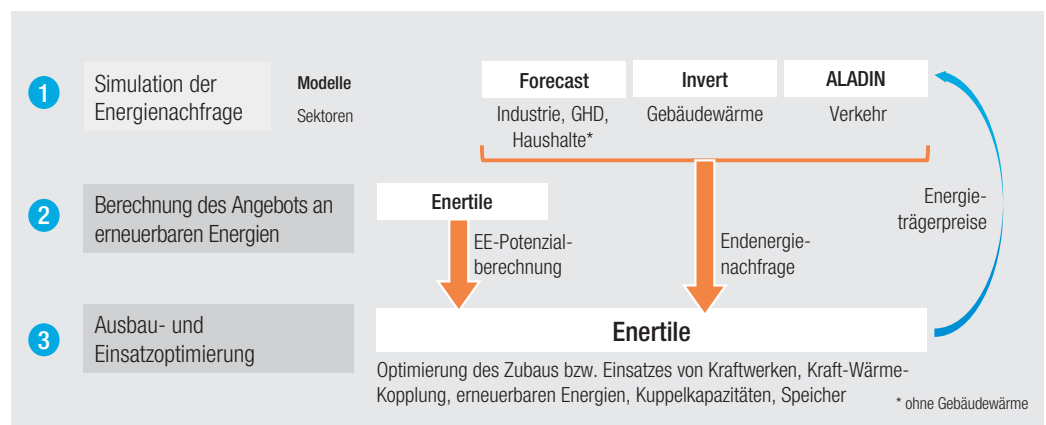 1
Simulation der
Energienachfrage
Modelle
Sektoren
Forecast
Industrie, GHD,
Haushalte*
Invert
Gebäudewärme
ALADIN
Verkehr
2
Berechnung des Angebots an
erneuerbaren Energien
Enertile
EE-Potenzial-
berechnung
Endenergie-
nachfrage
Energie-
trägerpreise
3
Ausbau- und
Einsatzoptimierung
Enertile
Optimierung des Zubaus bzw. Einsatzes von Kraftwerken, Kraft-Wärme-
Kopplung, erneuerbaren Energien, Kuppelkapazitäten, Speicher
* ohne Gebäudewärme